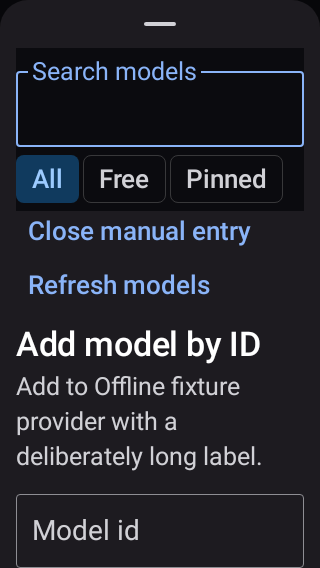 Search models
All Free Pinned
Close manual entry
Refresh models
Add model by ID
Add to Offline fixture
provider with a
deliberately long label.
Model id